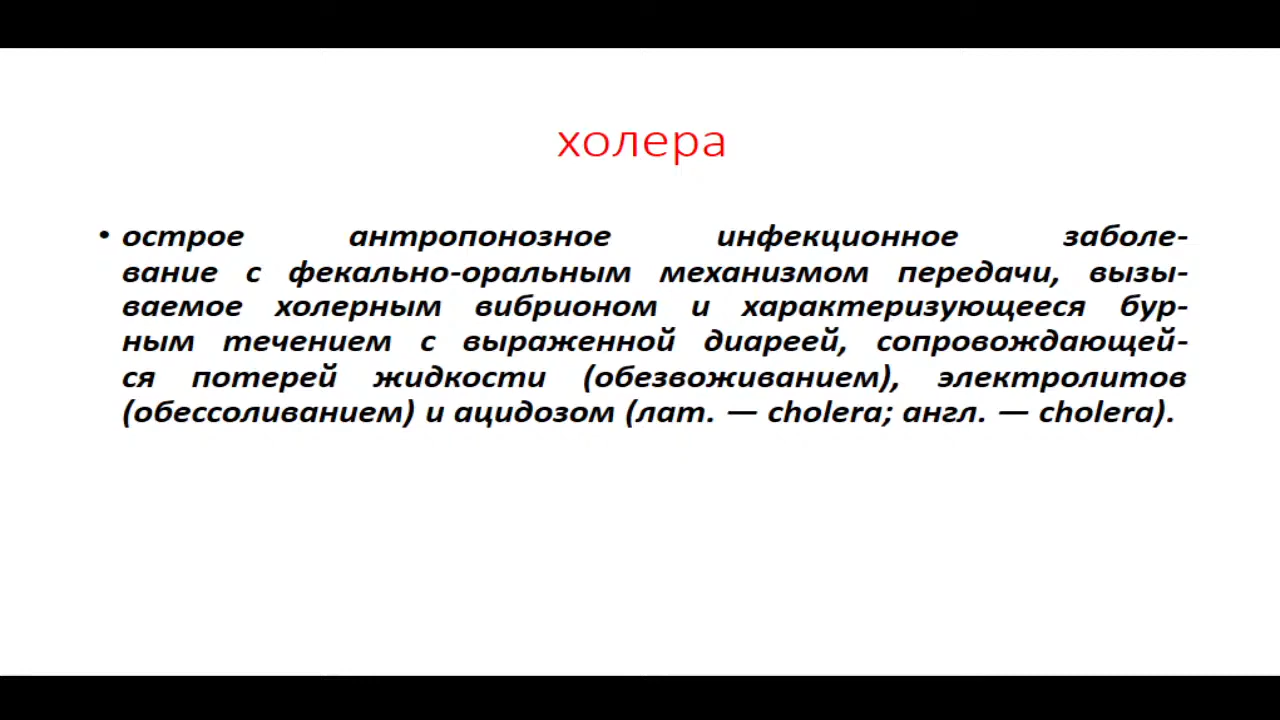 холера
• острое антропонозное инфекционное заболе-
вание с фекально-оральным механизмом передачи, вызы-
ваемое холерным вибрионом и характеризующееся бур-
ным течением с выраженной диареей, сопровождающей-
ся потерей жидкости (обезвоживанием), электролитов
(обессоливанием) и ацидозом (лат. — cholera; англ. — cholera).